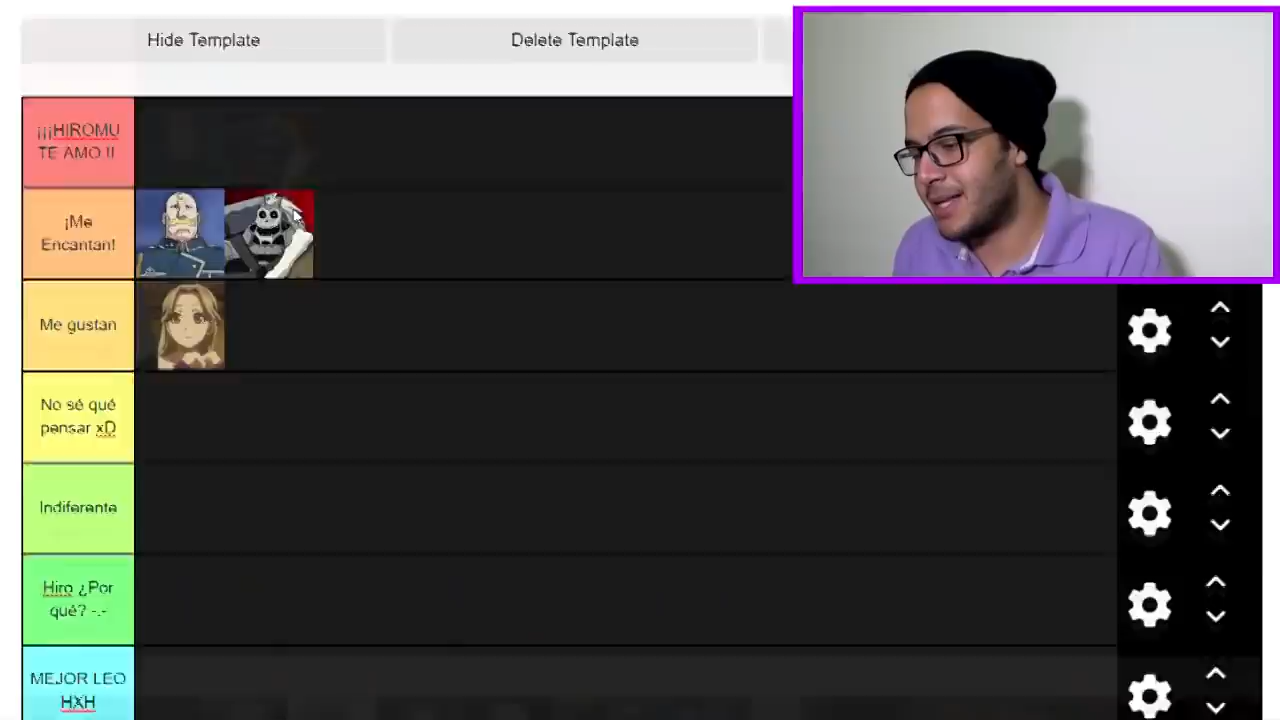 Hide Template
Delete Template
¡¡¡HIROMU
TE AMO !!
¡Me
Encantan!
Me gustan
No sé qué
pensar xD
Indiferente
Hiro ¿Por
qué? -.-
MEJOR LEO
HXH